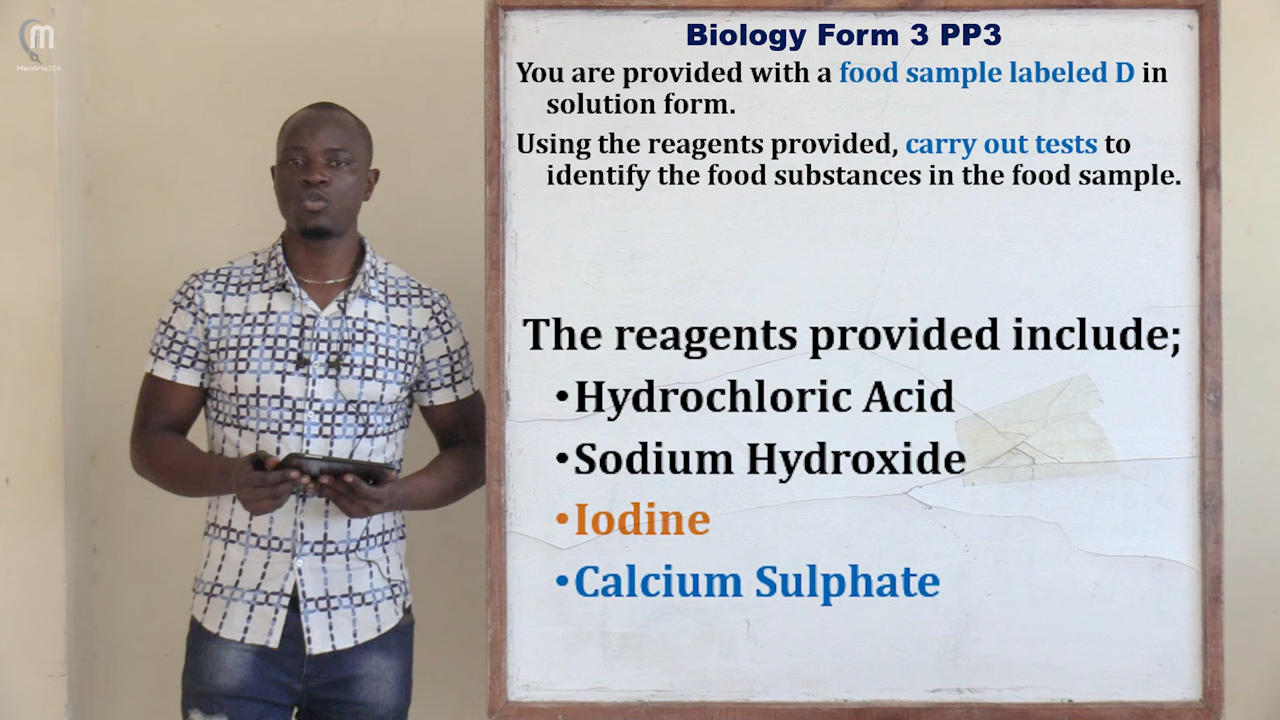 m
Masomo254
Biology Form 3 PP3
You are provided with a food sample labeled D in
solution form.
Using the reagents provided, carry out tests to
identify the food substances in the food sample.
The reagents provided include;
•Hydrochloric Acid
•Sodium Hydroxide
•Iodine
•Calcium Sulphate